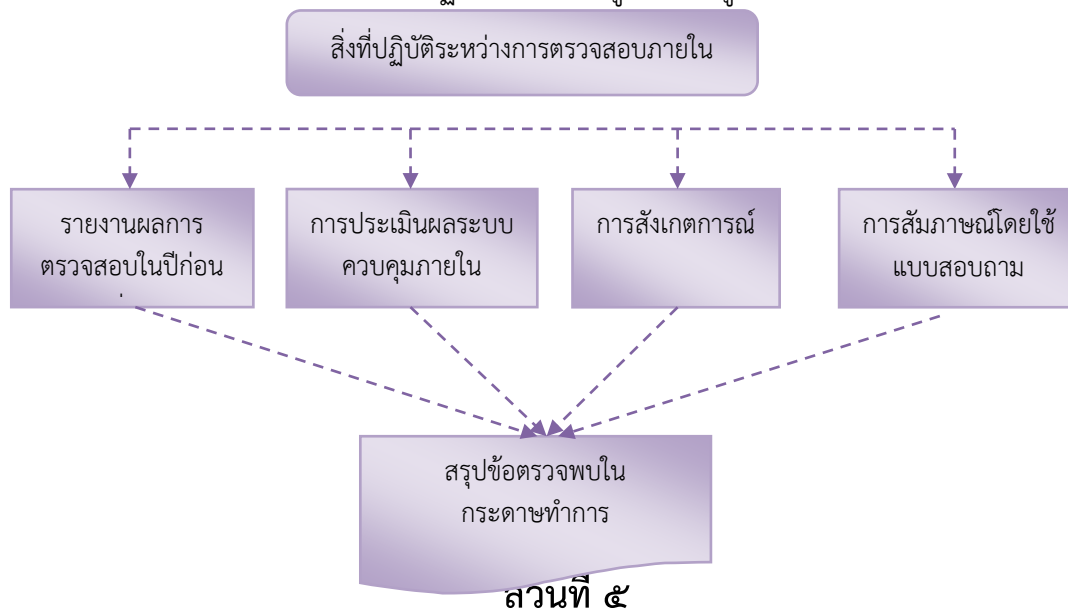 สิ่งที่ปฏิบัติระหว่างการตรวจสอบภายใน
รายงานผลการ
ตรวจสอบในปีก่อน
การประเมินผลระบบ
ควบคุมภายใน
การสังเกตการณ์
การสัมภาษณ์โดยใช้
แบบสอบถาม
สรุปข้อตรวจพบใน
กระดาษทำการ
ส่วนที่ ๕